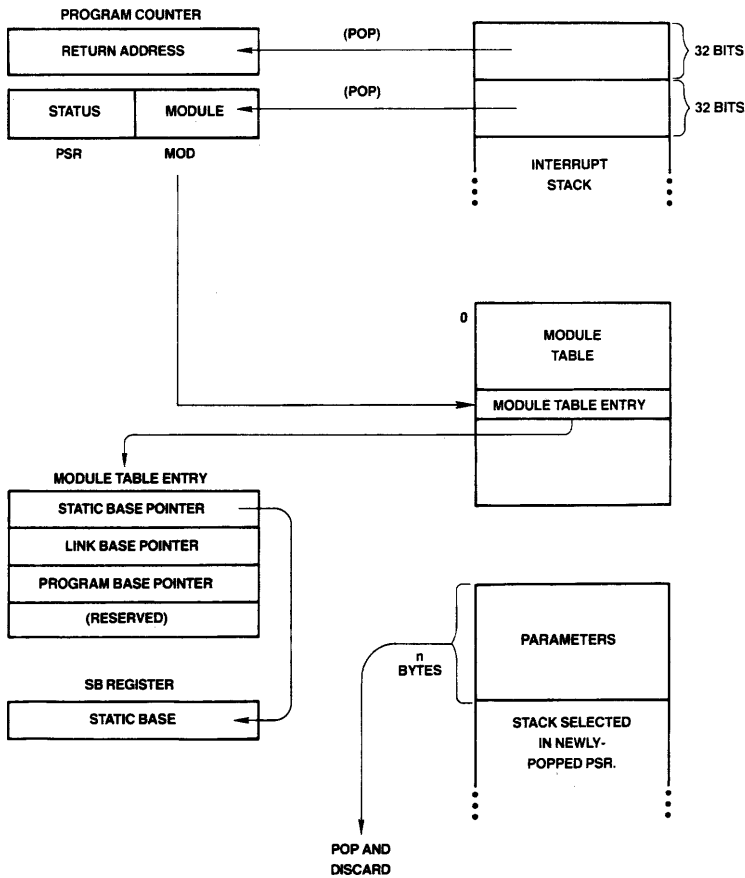 PROGRAM COUNTER
RETURN ADDRESS
(POP)
32 BITS
STATUS
MODULE
(POP)
32 BITS
PSR
MOD
INTERRUPT
STACK
0
MODULE
TABLE
MODULE TABLE ENTRY
MODULE TABLE ENTRY
STATIC BASE POINTER
LINK BASE POINTER
PROGRAM BASE POINTER
(RESERVED)
SB REGISTER
STATIC BASE
n
BYTES
PARAMETERS
STACK SELECTED
IN NEWLY-
POPPED PSR.
POP AND
DISCARD